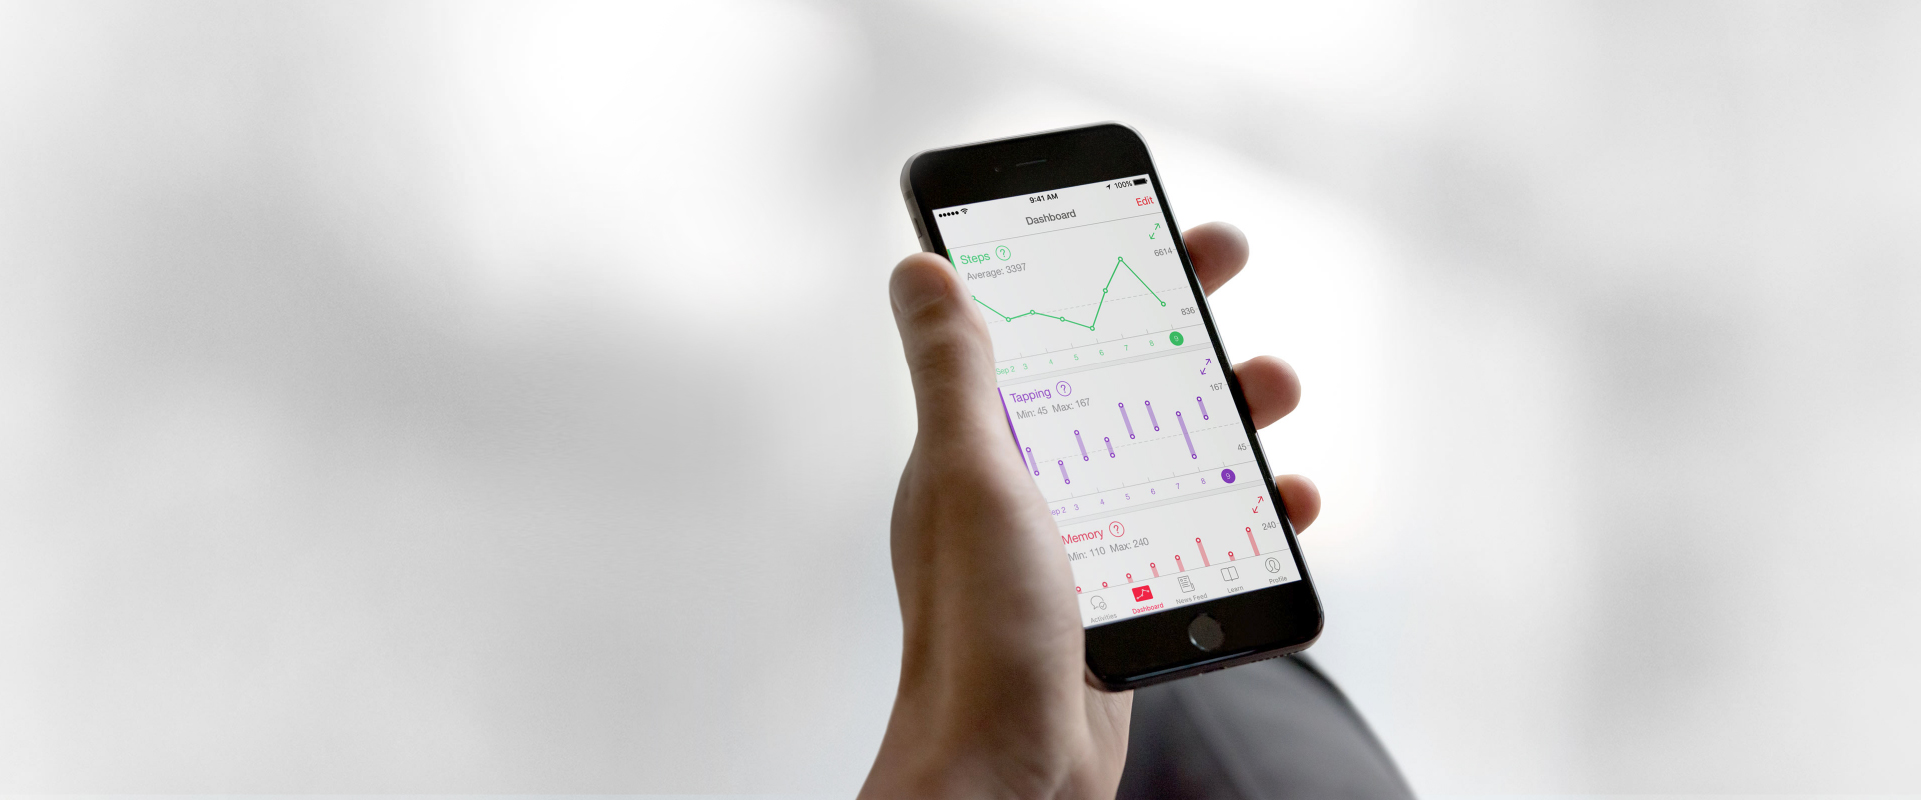 9:41 AM
100%
Dashboard
Edit
Steps ?
Average: 3397
6614
836
Sep 2 3 4 5 6 7 8 9
Tapping ?
Min: 45 Max: 167
167
45
ep 2 3 4 5 6 7 8 9
Memory ?
Min: 110 Max: 240
240
Activities
Dashboard
News Feed
Learn
Profile